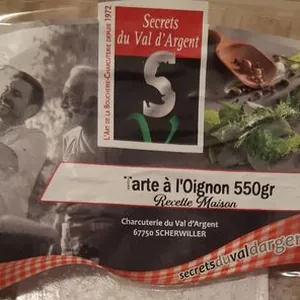 L'ART DE LA BOUCHERIE-CHARCUTERIE DEPUIS 1972
Secrets
du Val d'Argent
S
V
Tarte à l'Oignon 550gr
Recette Maison
Charcuterie du Val d'Argent
67750 SCHERWILLER
secretsduvaldargen